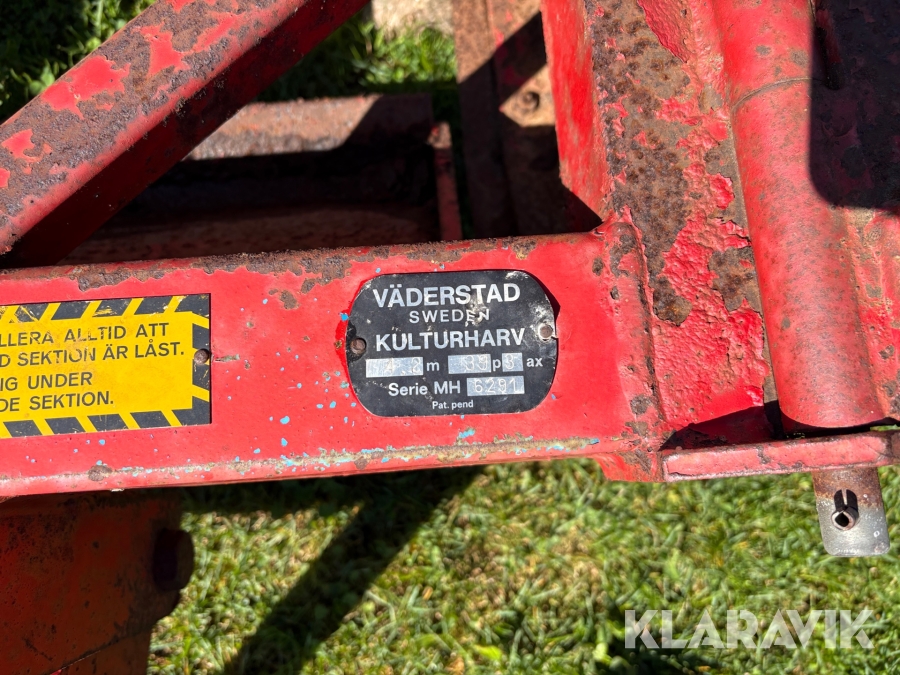 LLERA ALLTID ATT
D SEKTION ÄR LÅST.
IG UNDER
DE SEKTION.
VÄDERSTAD
SWEDEN
KULTURHARV
m p 3 ax
Serie MH 6291
Pat. pend
KLARAVIK